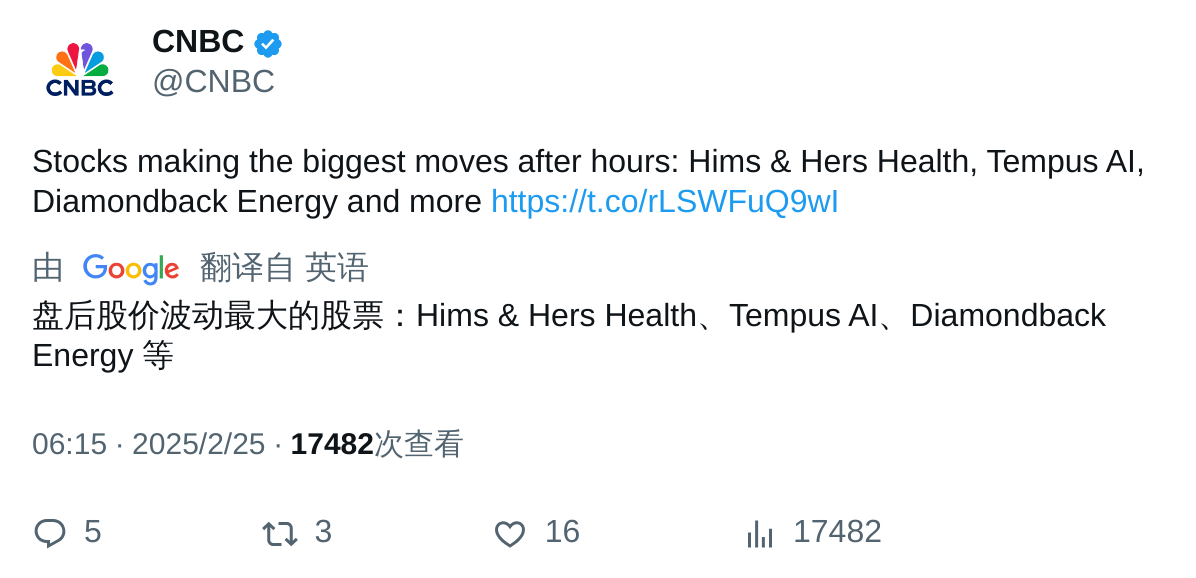 CNBC
CNBC
@CNBC
Stocks making the biggest moves after hours: Hims & Hers Health, Tempus AI,
Diamondback Energy and more https://t.co/rLSWFuQ9wI
由 Google 翻译自 英语
盘后股价波动最大的股票：Hims & Hers Health、Tempus AI、Diamondback
Energy 等
06:15 · 2025/2/25 · 17482次查看
5 3 16 17482